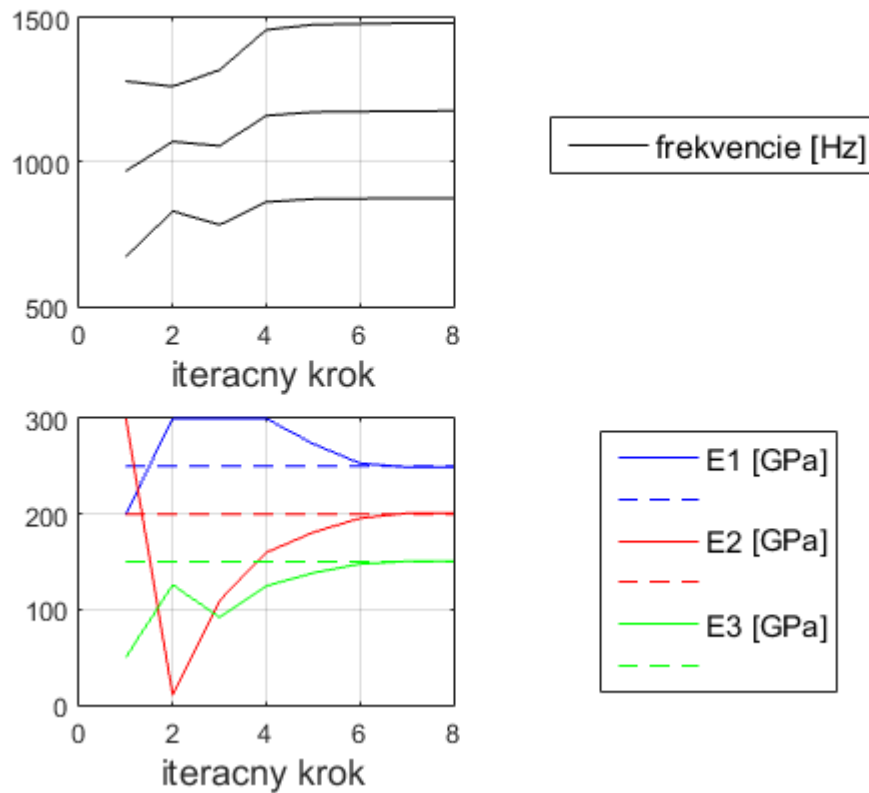 1500
1000
500
0 2 4 6 8
iteracny krok
frekvencie [Hz]
300
200
100
0
0 2 4 6 8
iteracny krok
E1 [GPa]
E2 [GPa]
E3 [GPa]